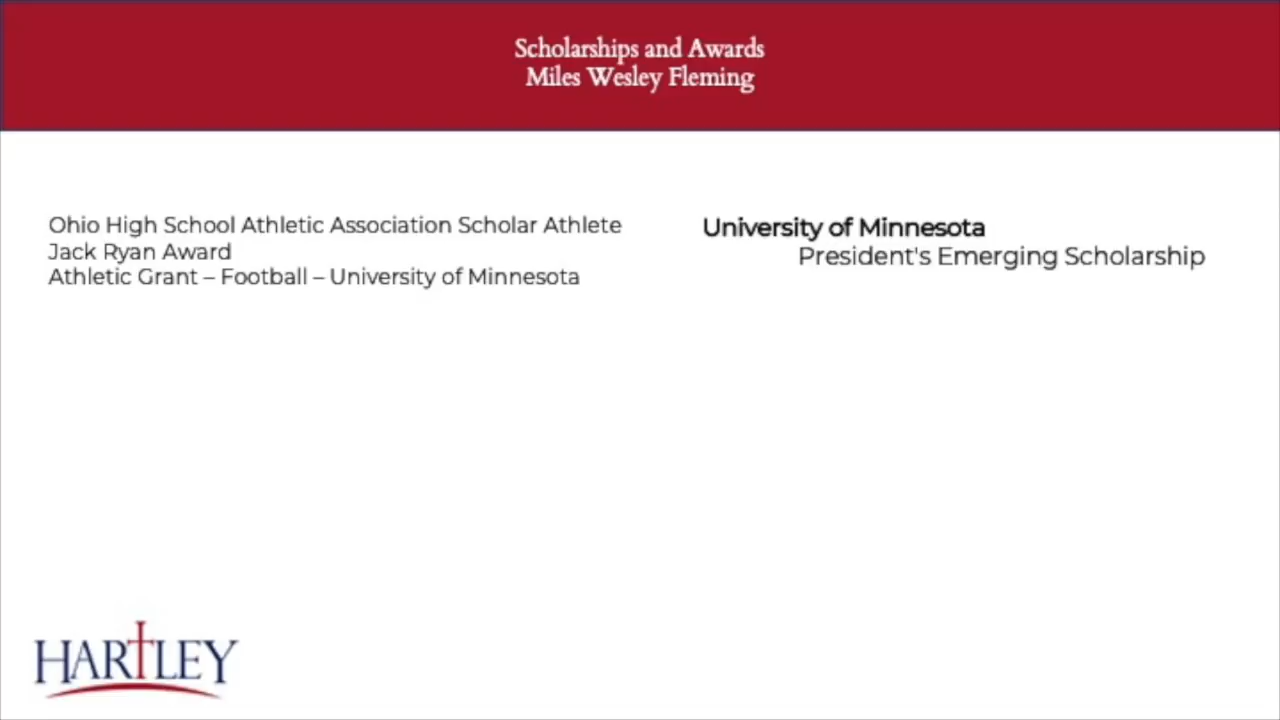 Scholarships and Awards
Miles Wesley Fleming
Ohio High School Athletic Association Scholar Athlete
Jack Ryan Award
Athletic Grant – Football – University of Minnesota
University of Minnesota
President's Emerging Scholarship
HARTLEY